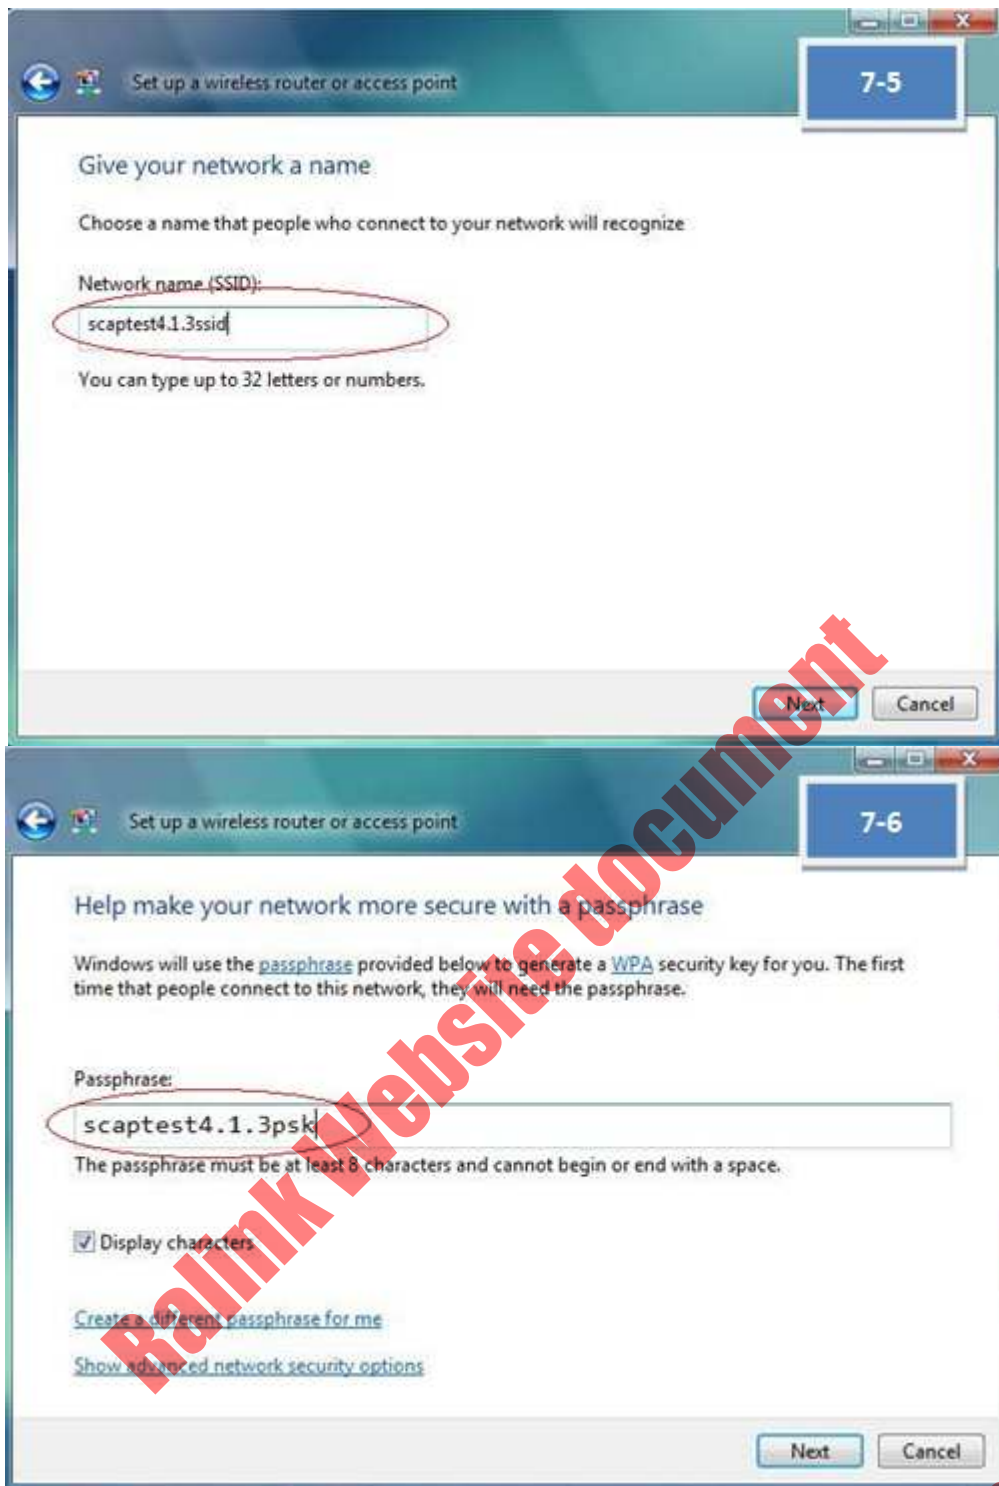 Set up a wireless router or access point
7-5
Give your network a name
Choose a name that people who connect to your network will recognize
Network name (SSID):
scaptest4.1.3ssid
You can type up to 32 letters or numbers.
Next
Cancel
Set up a wireless router or access point
7-6
Help make your network more secure with a passphrase
Windows will use the passphrase provided below to generate a WPA security key for you. The first
time that people connect to this network, they will need the passphrase.
Passphrase:
scaptest4.1.3psk
The passphrase must be at least 8 characters and cannot begin or end with a space.
Display characters
Create a different passphrase for me
Show advanced network security options
Next
Cancel
Ralink Website document